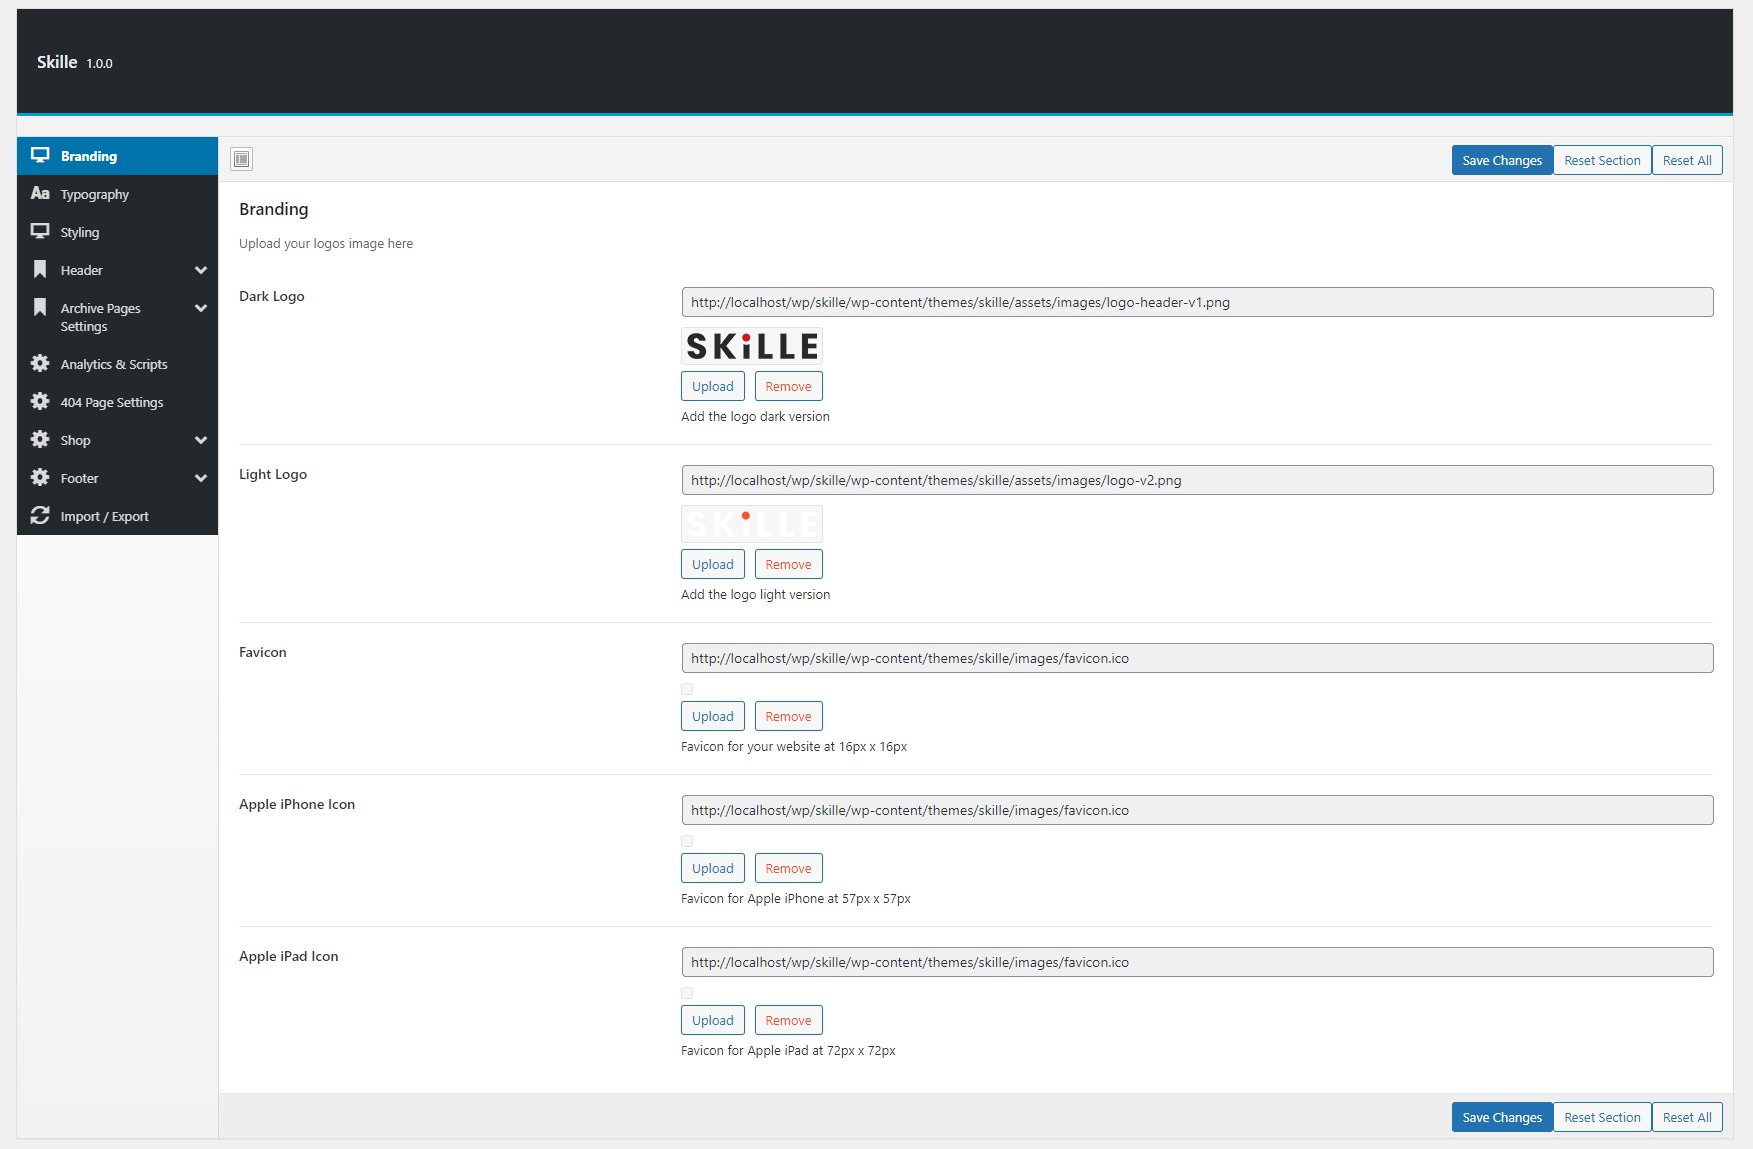 Skille 1.0.0
Branding
Typography
Styling
Header
Archive Pages
Settings
Analytics & Scripts
404 Page Settings
Shop
Footer
Import / Export
Save Changes Reset Section Reset All
Branding
Upload your logos image here
Dark Logo
http://localhost/wp/skille/wp-content/themes/skille/assets/images/logo-header-v1.png
SKiLLE
Upload Remove
Add the logo dark version
Light Logo
http://localhost/wp/skille/wp-content/themes/skille/assets/images/logo-v2.png
SKiLLE
Upload Remove
Add the logo light version
Favicon
http://localhost/wp/skille/wp-content/themes/skille/images/favicon.ico
Upload Remove
Favicon for your website at 16px x 16px
Apple iPhone Icon
http://localhost/wp/skille/wp-content/themes/skille/images/favicon.ico
Upload Remove
Favicon for Apple iPhone at 57px x 57px
Apple iPad Icon
http://localhost/wp/skille/wp-content/themes/skille/images/favicon.ico
Upload Remove
Favicon for Apple iPad at 72px x 72px
Save Changes Reset Section Reset All